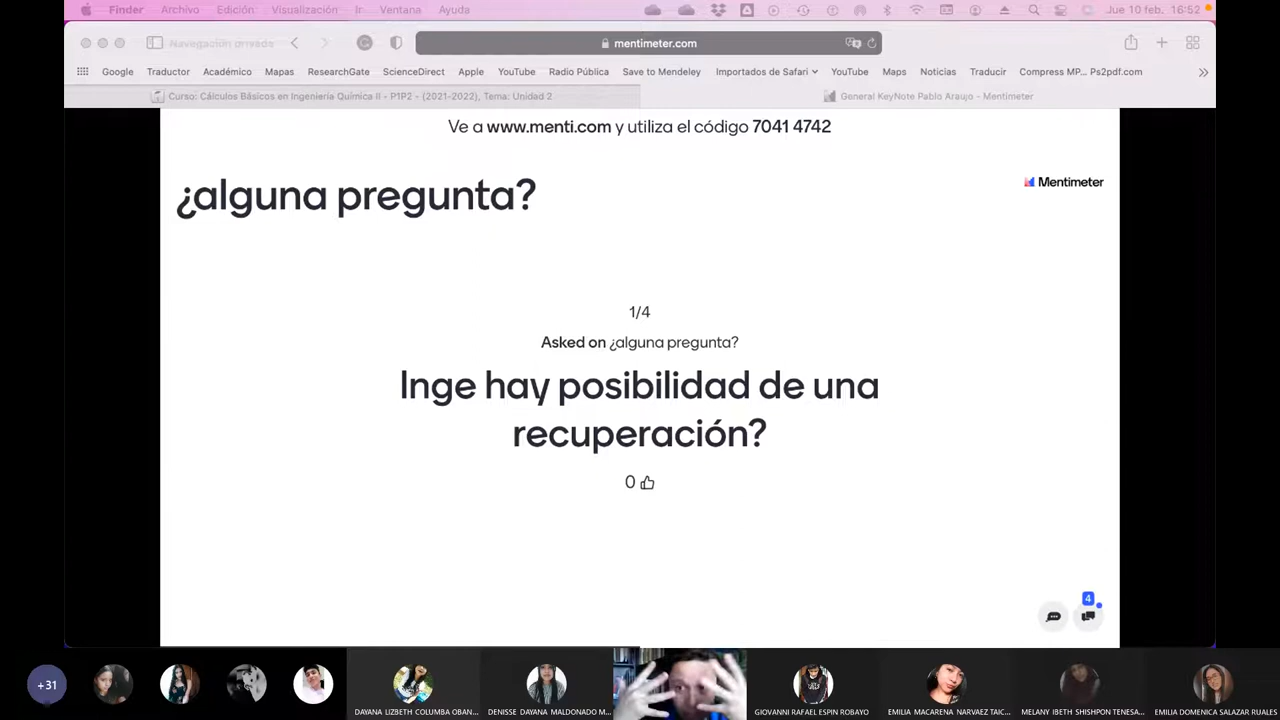 Finder Archivo Edición Visualización Ir Ventana Ayuda Jue 10 feb. 16:52
Navegación privada mentimeter.com
Google Traductor Académico Mapas ResearchGate ScienceDirect Apple YouTube Radio Pública Save to Mendeley Importados de Safari YouTube Maps Noticias Traducir Compress MP... Ps2pdf.com
Curso: Cálculos Básicos en Ingeniería Química II - P1P2 - (2021-2022), Tema: Unidad 2 General KeyNote Pablo Araujo - Mentimeter
Ve a www.menti.com y utiliza el código 7041 4742
¿alguna pregunta?
Mentimeter
1/4
Asked on ¿alguna pregunta?
Inge hay posibilidad de una
recuperación?
0
4
+31
DAYANA LIZBETH COLUMBA OBAN... DENISSE DAYANA MALDONADO M... GIOVANNI RAFAEL ESPIN ROBAYO EMILIA MACARENA NARVAEZ TAIC... MELANY IBETH SHISHPON TENESA... EMILIA DOMENICA SALAZAR RUALES